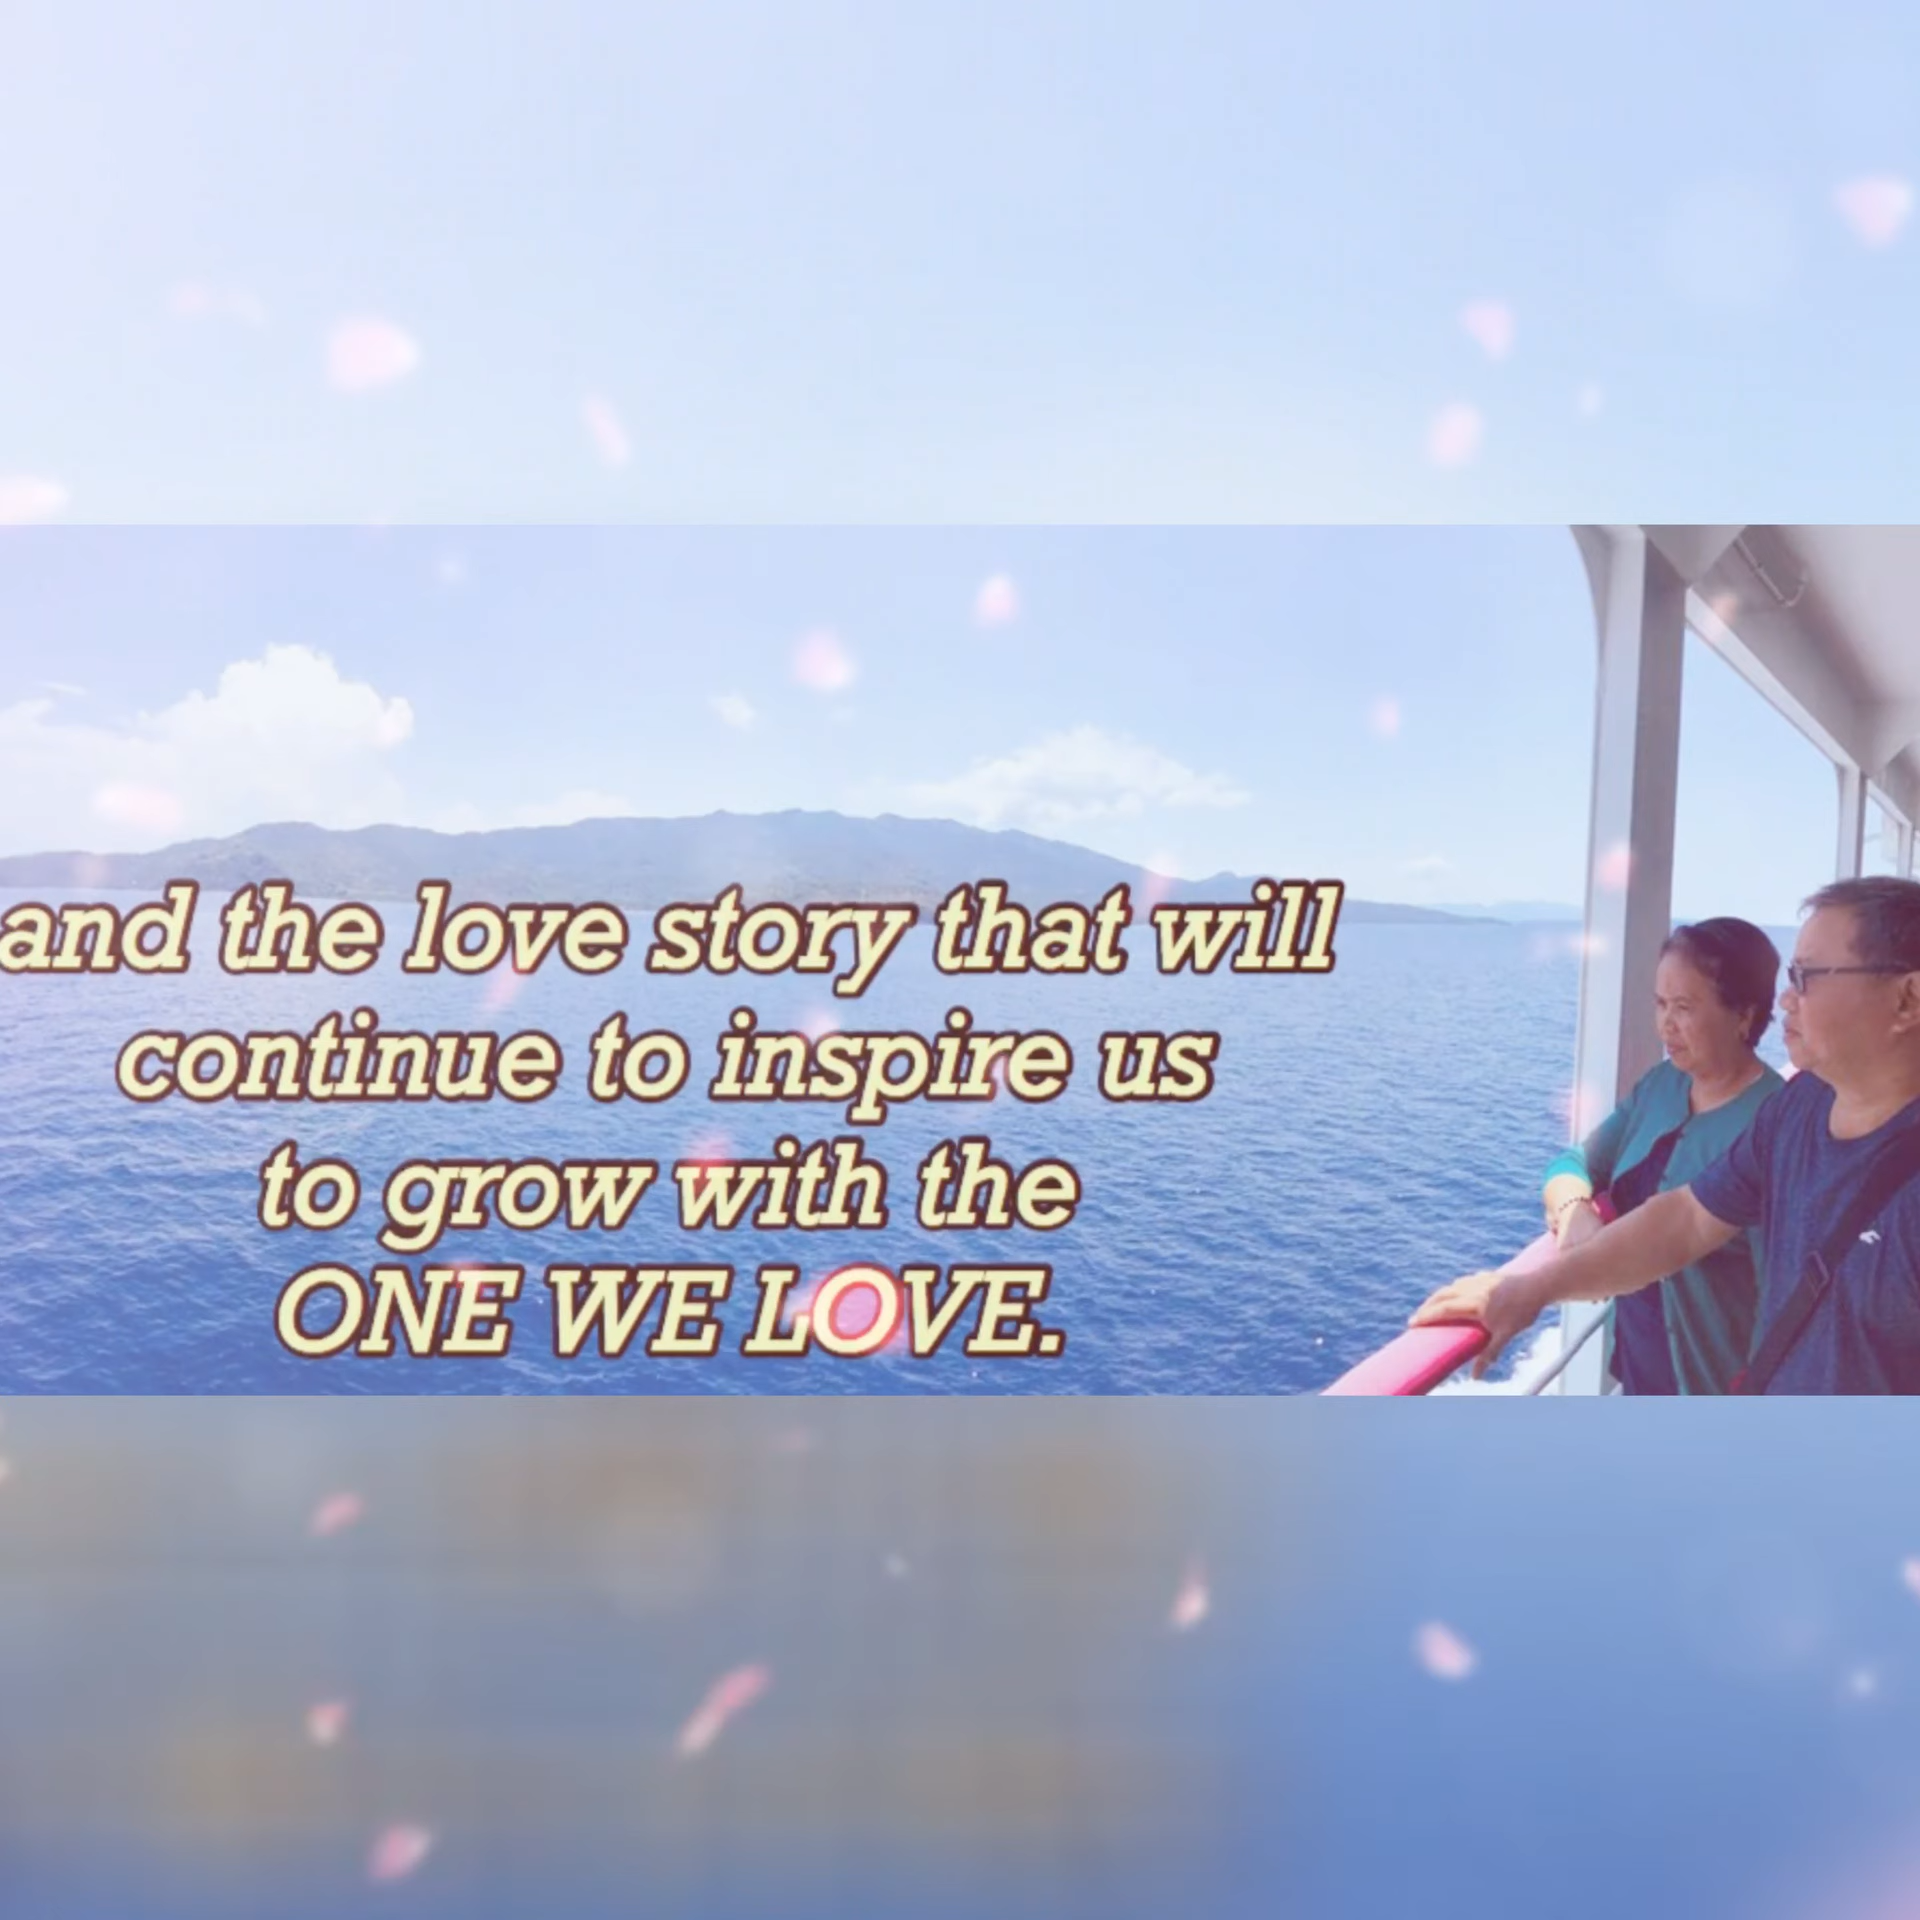 and the love story that will
continue to inspire us
to grow with the
ONE WE LOVE.